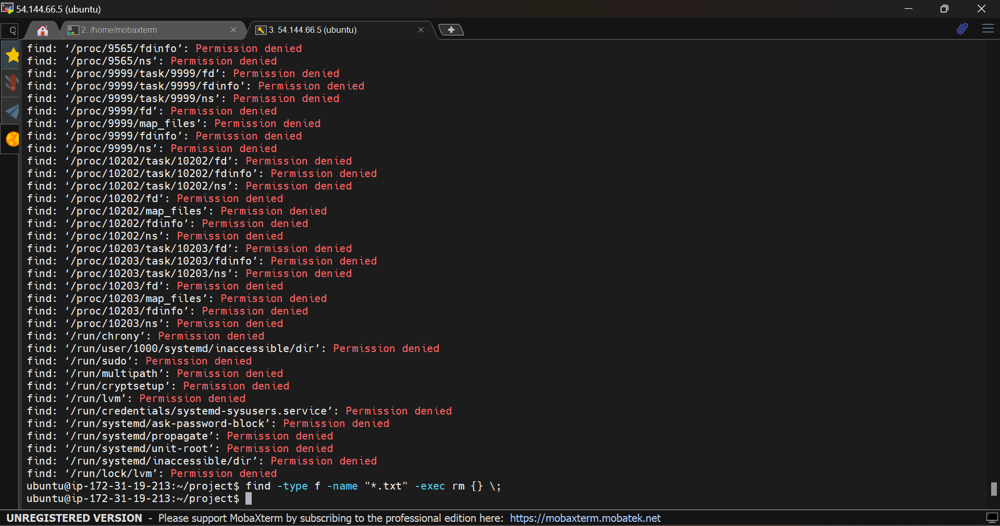 54.144.66.5 (ubuntu)
2. /home/mobaxterm
3. 54.144.66.5 (ubuntu)
find: ‘/proc/9565/fdinfo’: Permission denied
find: ‘/proc/9565/ns’: Permission denied
find: ‘/proc/9999/task/9999/fd’: Permission denied
find: ‘/proc/9999/task/9999/fdinfo’: Permission denied
find: ‘/proc/9999/task/9999/ns’: Permission denied
find: ‘/proc/9999/fd’: Permission denied
find: ‘/proc/9999/map_files’: Permission denied
find: ‘/proc/9999/fdinfo’: Permission denied
find: ‘/proc/9999/ns’: Permission denied
find: ‘/proc/10202/task/10202/fd’: Permission denied
find: ‘/proc/10202/task/10202/fdinfo’: Permission denied
find: ‘/proc/10202/task/10202/ns’: Permission denied
find: ‘/proc/10202/fd’: Permission denied
find: ‘/proc/10202/map_files’: Permission denied
find: ‘/proc/10202/fdinfo’: Permission denied
find: ‘/proc/10202/ns’: Permission denied
find: ‘/proc/10203/task/10203/fd’: Permission denied
find: ‘/proc/10203/task/10203/fdinfo’: Permission denied
find: ‘/proc/10203/task/10203/ns’: Permission denied
find: ‘/proc/10203/fd’: Permission denied
find: ‘/proc/10203/map_files’: Permission denied
find: ‘/proc/10203/fdinfo’: Permission denied
find: ‘/proc/10203/ns’: Permission denied
find: ‘/run/chrony’: Permission denied
find: ‘/run/user/1000/systemd/inaccessible/dir’: Permission denied
find: ‘/run/sudo’: Permission denied
find: ‘/run/multipath’: Permission denied
find: ‘/run/cryptsetup’: Permission denied
find: ‘/run/lvm’: Permission denied
find: ‘/run/credentials/systemd-sysusers.service’: Permission denied
find: ‘/run/systemd/ask-password-block’: Permission denied
find: ‘/run/systemd/propagate’: Permission denied
find: ‘/run/systemd/unit-root’: Permission denied
find: ‘/run/systemd/inaccessible/dir’: Permission denied
find: ‘/run/lock/lvm’: Permission denied
ubuntu@ip-172-31-19-213:~/project$ find -type f -name "*.txt" -exec rm {} \;
ubuntu@ip-172-31-19-213:~/project$
UNREGISTERED VERSION - Please support MobaXterm by subscribing to the professional edition here: https://mobaxterm.mobatek.net